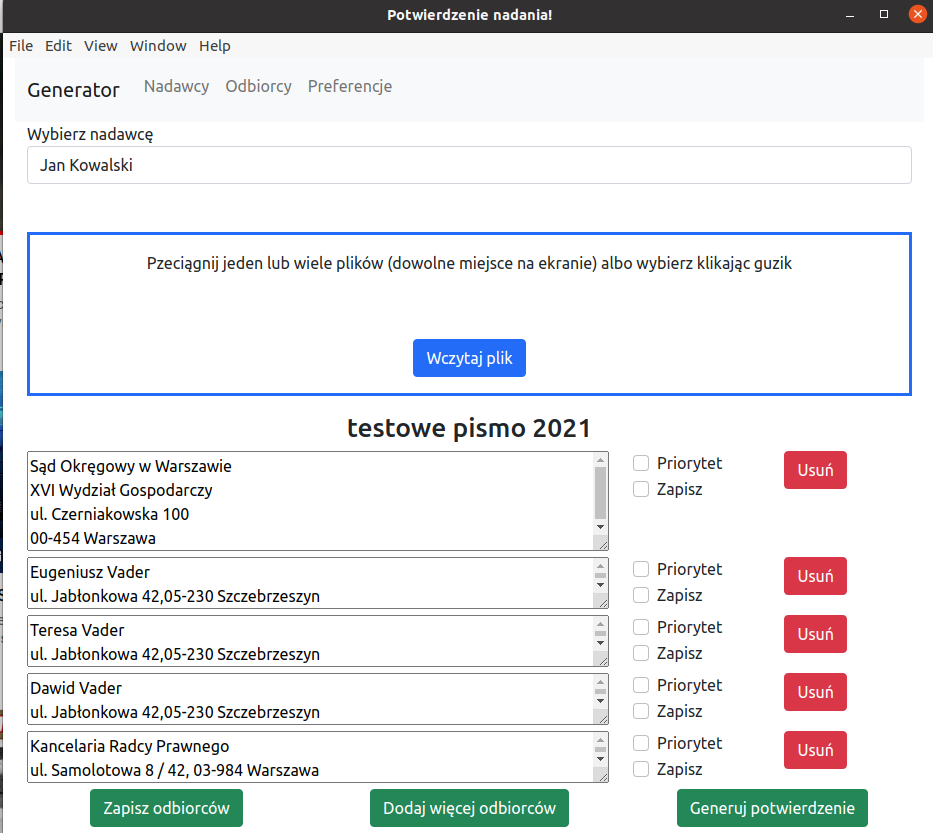 Potwierdzenie nadania!
File Edit View Window Help
Generator Nadawcy Odbiorcy Preferencje
Wybierz nadawcę
Jan Kowalski
Pzeciągnij jeden lub wiele plików (dowolne miejsce na ekranie) albo wybierz klikając guzik
Wczytaj plik
testowe pismo 2021
Sąd Okręgowy w Warszawie
XVI Wydział Gospodarczy
ul. Czerniakowska 100
00-454 Warszawa
Priorytet
Zapisz
Usuń
Eugeniusz Vader
ul. Jabłonkowa 42,05-230 Szczebrzeszyn
Priorytet
Zapisz
Usuń
Teresa Vader
ul. Jabłonkowa 42,05-230 Szczebrzeszyn
Priorytet
Zapisz
Usuń
Dawid Vader
ul. Jabłonkowa 42,05-230 Szczebrzeszyn
Priorytet
Zapisz
Usuń
Kancelaria Radcy Prawnego
ul. Samolotowa 8 / 42, 03-984 Warszawa
Priorytet
Zapisz
Usuń
Zapisz odbiorców Dodaj więcej odbiorców Generuj potwierdzenie